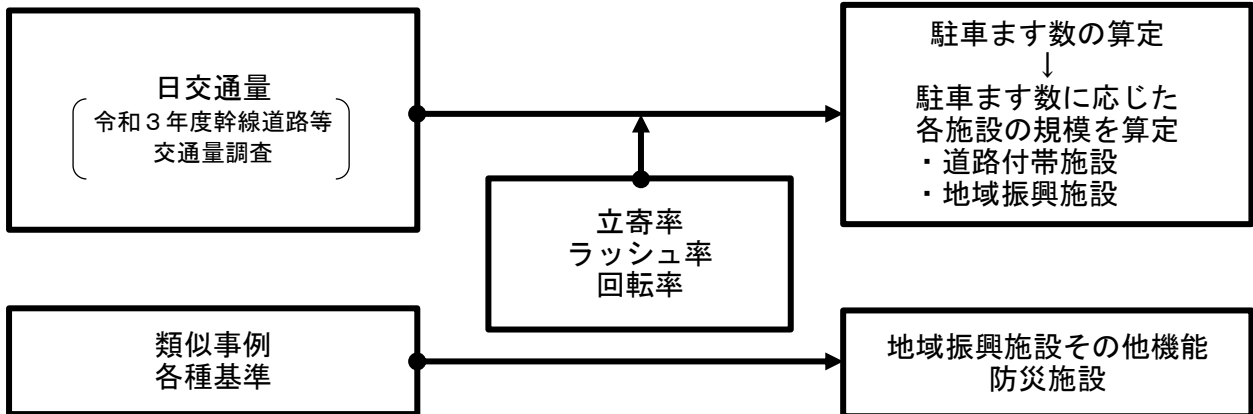 日交通量
令和３年度幹線道路等
交通量調査
立寄率
ラッシュ率
回転率
駐車ます数の算定
↓
駐車ます数に応じた
各施設の規模を算定
・道路付帯施設
・地域振興施設
類似事例
各種基準
地域振興施設その他機能
防災施設